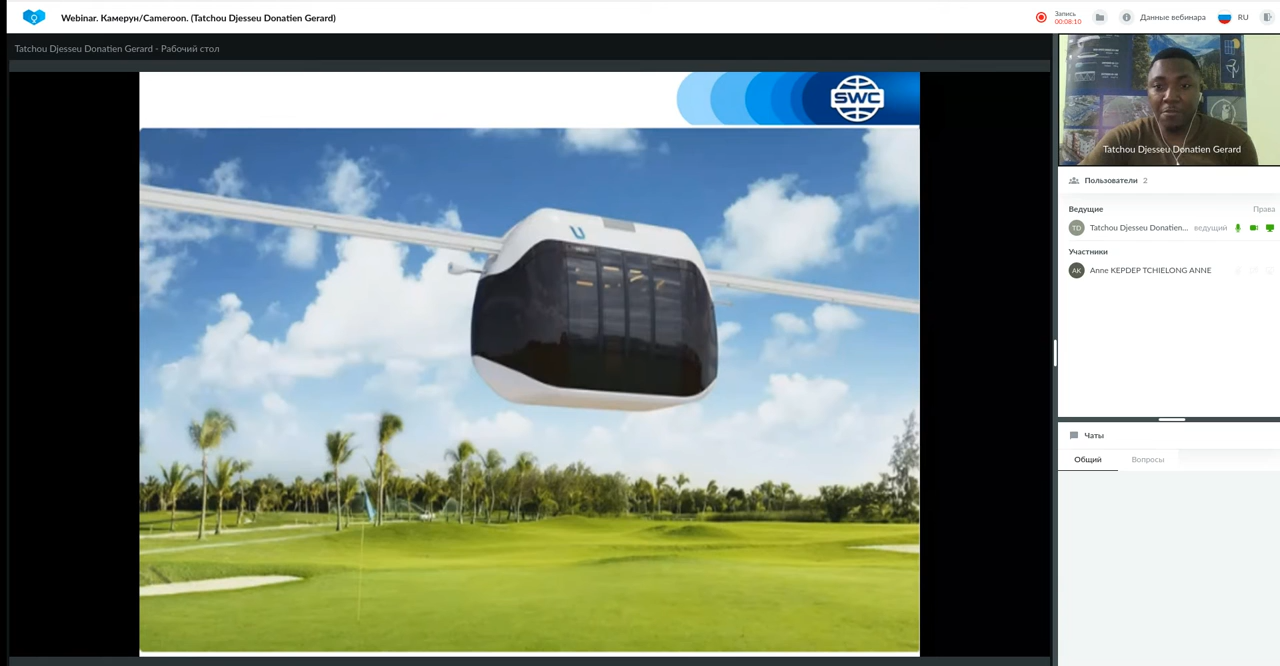 Webinar. Камерун/Cameroon. (Tatchou Djesseu Donatien Gerard)
Запись
00:08:10
Данные вебинара
RU
Tatchou Djesseu Donatien Gerard - Рабочий стол
SWC
U
Tatchou Djesseu Donatien Gerard
Пользователи 2
Ведущие Права
TD Tatchou Djesseu Donatien... ведущий
Участники
AK Anne KEPDEP TCHIELONG ANNE
Чаты
Общий Вопросы